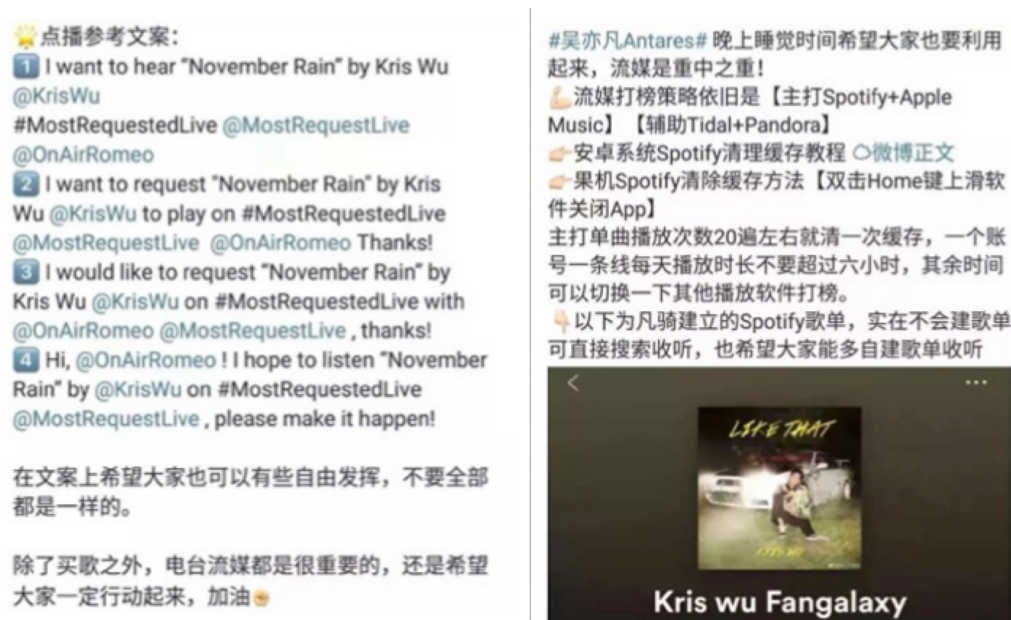 🌟点播参考文案：
1️⃣ I want to hear “November Rain” by Kris Wu
@KrisWu
#MostRequestedLive @MostRequestLive
@OnAirRomeo
2️⃣ I want to request "November Rain" by Kris
Wu @KrisWu to play on #MostRequestedLive
@MostRequestLive @OnAirRomeo Thanks!
3️⃣ I would like to request “November Rain” by
Kris Wu @KrisWu on #MostRequestedLive with
@OnAirRomeo @MostRequestLive , thanks!
4️⃣ Hi, @OnAirRomeo ! I hope to listen “November
Rain” by @KrisWu on #MostRequestedLive
@MostRequestLive , please make it happen!
在文案上希望大家也可以有些自由发挥，不要全部
都是一样的。
除了买歌之外，电台流媒都是很重要的，还是希望
大家一定行动起来，加油✊
#吴亦凡Antares# 晚上睡觉时间希望大家也要利用
起来，流媒是重中之重！
💪流媒打榜策略依旧是【主打Spotify+Apple
Music】【辅助Tidal+Pandora】
👉安卓系统Spotify清理缓存教程 微博正文
👉果机Spotify清除缓存方法【双击Home键上滑软
件关闭App】
主打单曲播放次数20遍左右就清一次缓存，一个账
号一条线每天播放时长不要超过六小时，其余时间
可以切换一下其他播放软件打榜。
👇以下为凡骑建立的Spotify歌单，实在不会建歌单
可直接搜索收听，也希望大家能多自建歌单收听
LIKE THAT
KRIS WU
Kris wu Fangalaxy